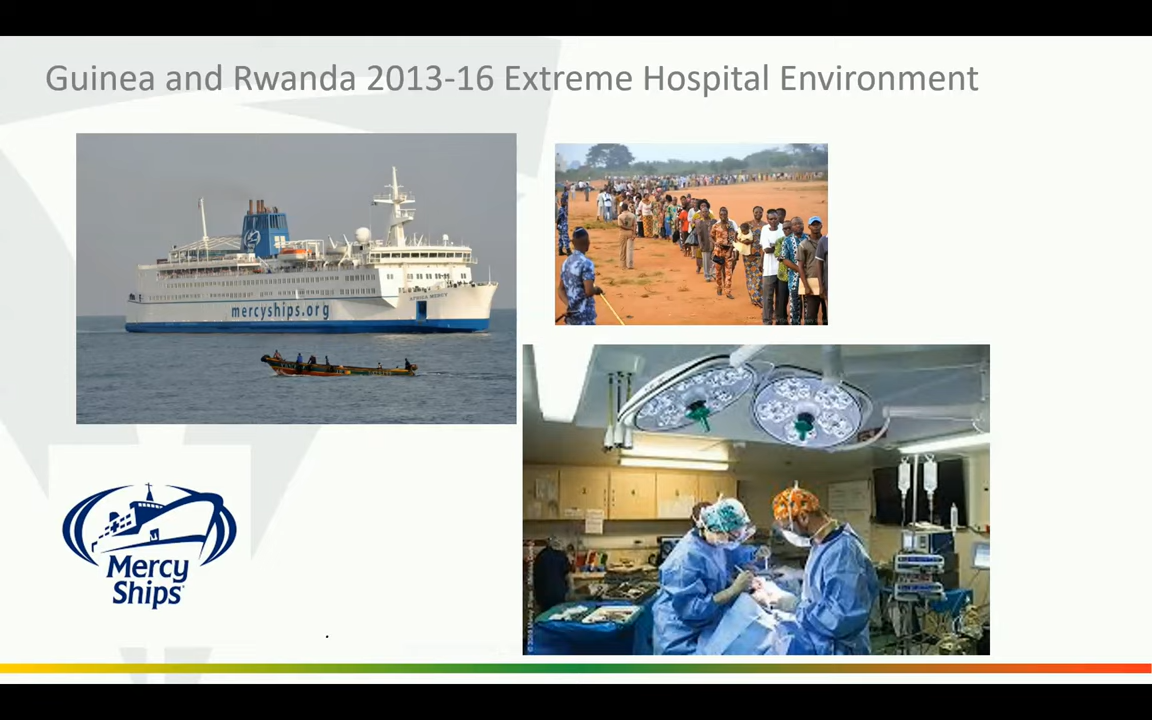 Guinea and Rwanda 2013-16 Extreme Hospital Environment
AFRICA MERCY
mercyships.org
Mercy
Ships